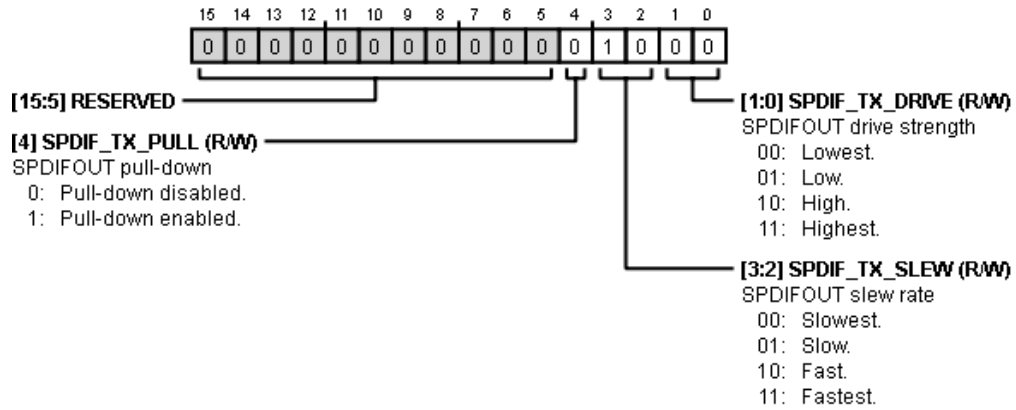 15 14 13 12 11 10 9 8 7 6 5 4 3 2 1 0
0 0 0 0 0 0 0 0 0 0 0 0 1 0 0 0
[15:5] RESERVED
[4] SPDIF_TX_PULL (R/W)
SPDIFOUT pull-down
0: Pull-down disabled.
1: Pull-down enabled.
[1:0] SPDIF_TX_DRIVE (R/W)
SPDIFOUT drive strength
00: Lowest.
01: Low.
10: High.
11: Highest.
[3:2] SPDIF_TX_SLEW (R/W)
SPDIFOUT slew rate
00: Slowest.
01: Slow.
10: Fast.
11: Fastest.